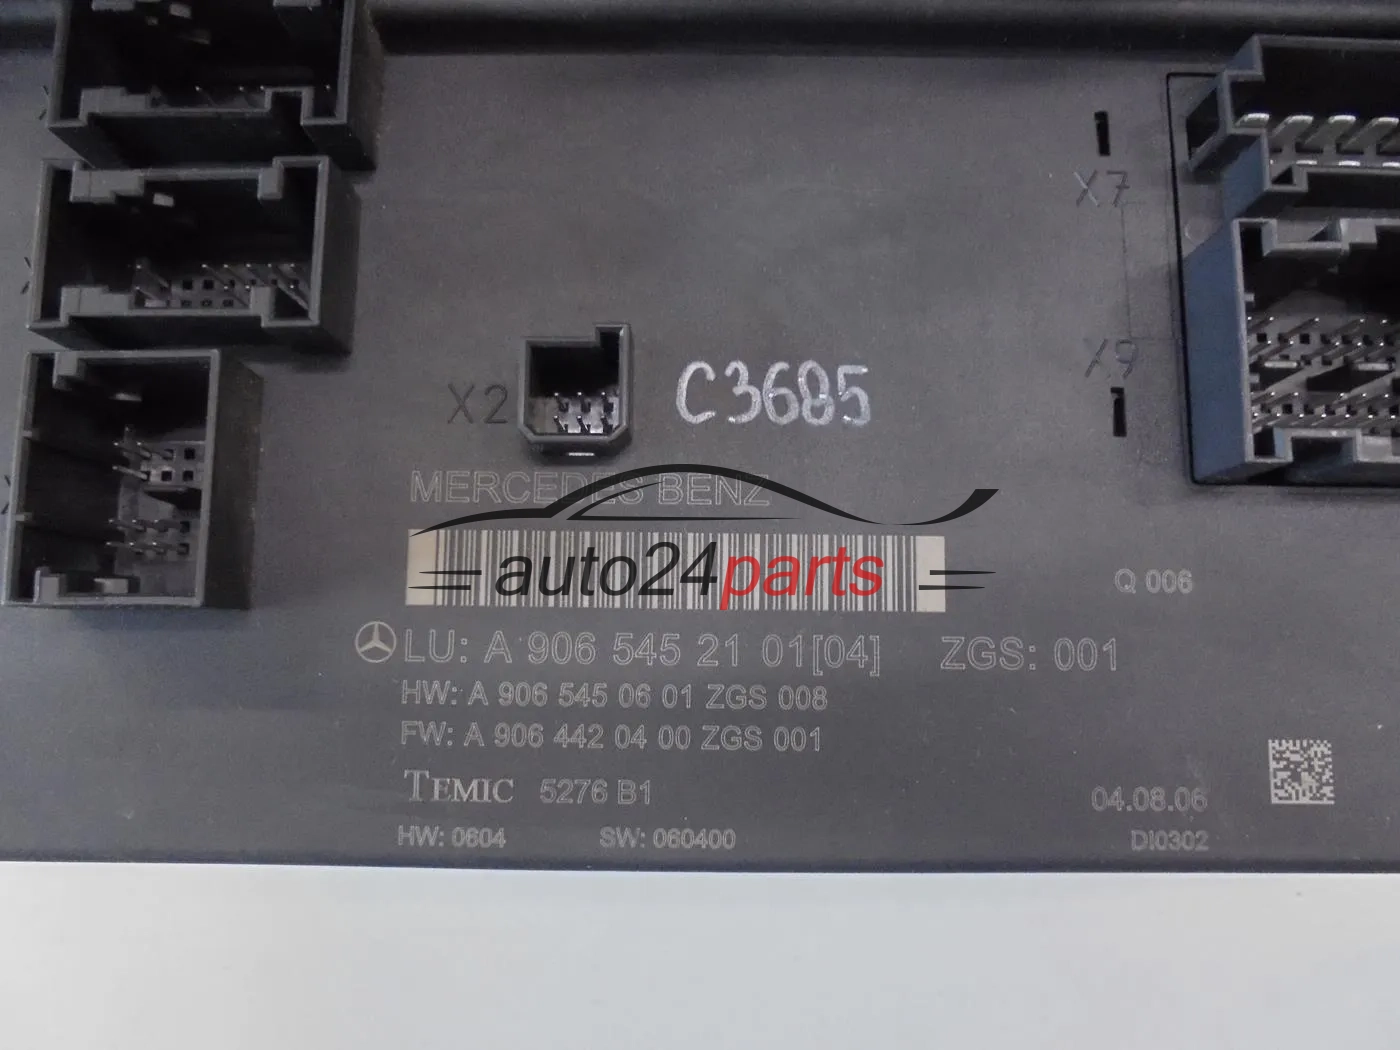 X7
X9
X2
C3685
MERCEDES BENZ
auto24parts
Q 006
LU: A 906 545 21 01[04] ZGS: 001
HW: A 906 545 06 01 ZGS 008
FW: A 906 442 04 00 ZGS 001
TEMIC 5276 B1
04.08.06
HW: 0604 SW: 060400
DI0302